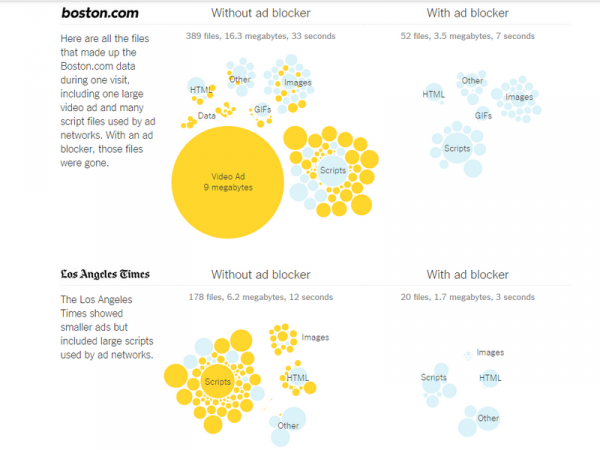 boston.com
Without ad blocker
With ad blocker
Here are all the files
that made up the
Boston.com data
during one visit,
including one large
video ad and many
script files used by ad
networks. With an ad
blocker, those files
were gone.
389 files, 16.3 megabytes, 33 seconds
HTML
Other
Images
Data
GIFs
Video Ad
9 megabytes
Scripts
52 files, 3.5 megabytes, 7 seconds
HTML
Other
Images
GIFs
Scripts
Los Angeles Times
Without ad blocker
With ad blocker
The Los Angeles
Times showed
smaller ads but
included large scripts
used by ad networks.
178 files, 6.2 megabytes, 12 seconds
Images
Scripts
HTML
Other
20 files, 1.7 megabytes, 3 seconds
Images
Scripts
HTML
Other